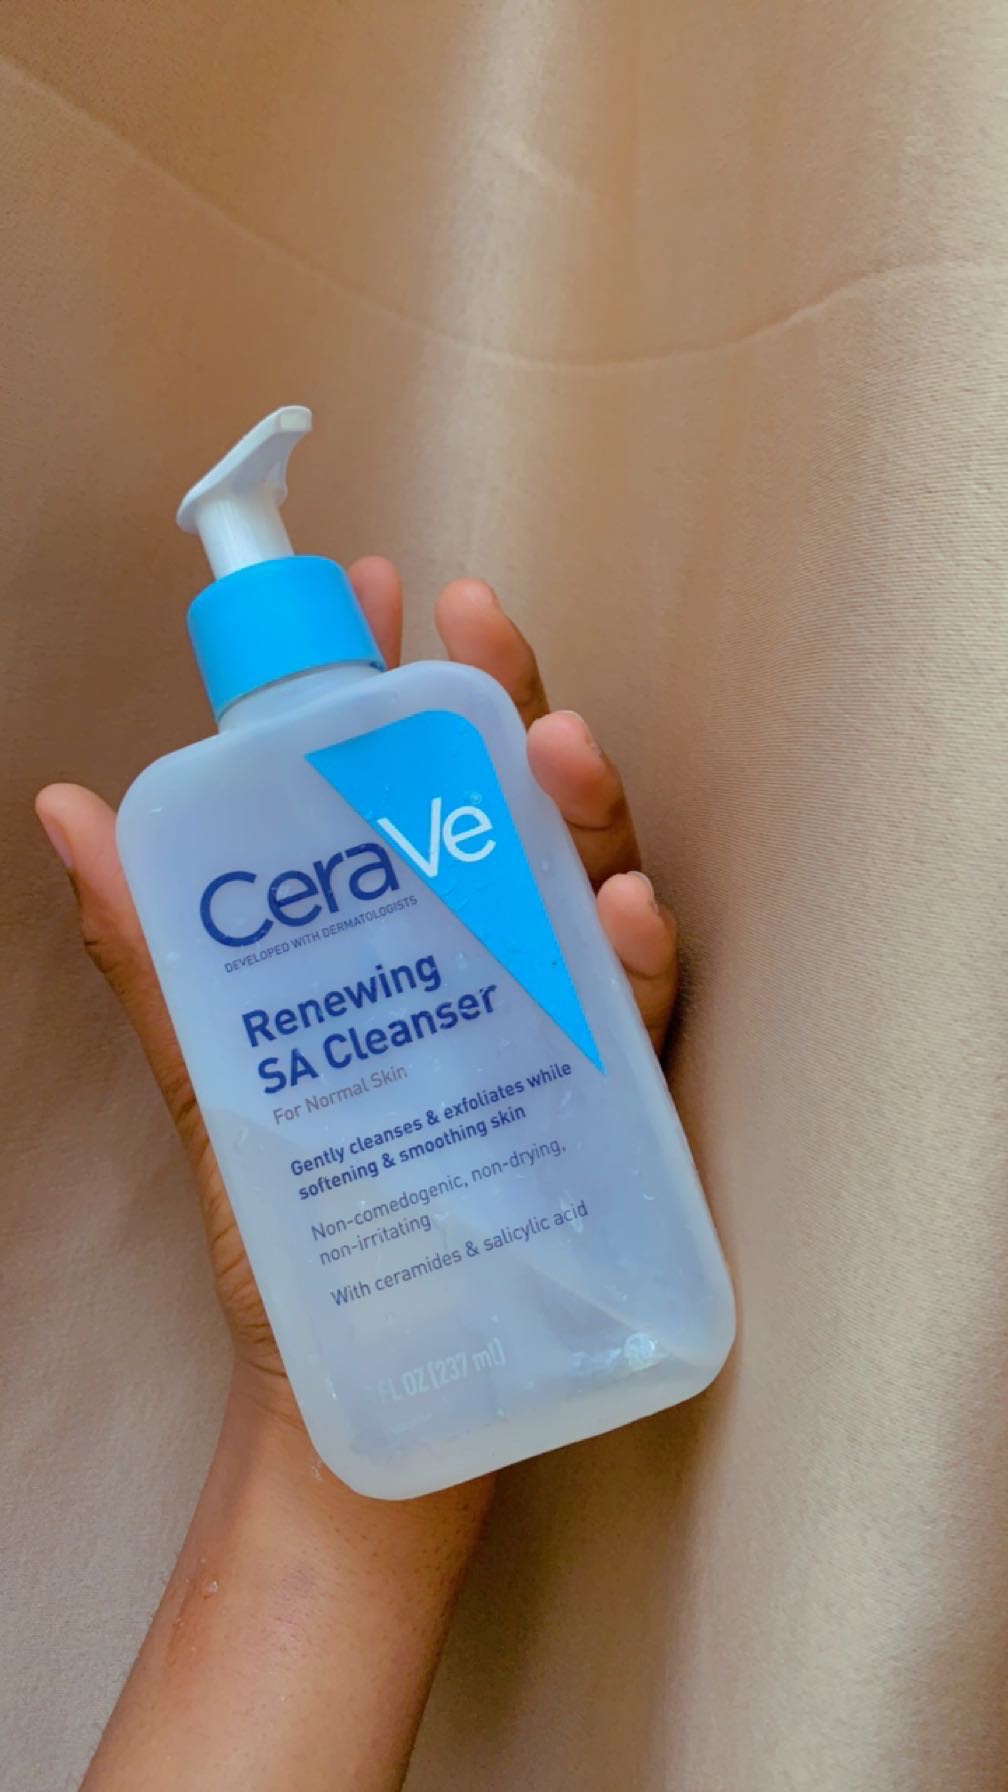 CeraVe®
DEVELOPED WITH DERMATOLOGISTS
Renewing
SA Cleanser
For Normal Skin
Gently cleanses & exfoliates while
softening & smoothing skin
Non-comedogenic, non-drying,
non-irritating
With ceramides & salicylic acid
FL OZ (237 ml)